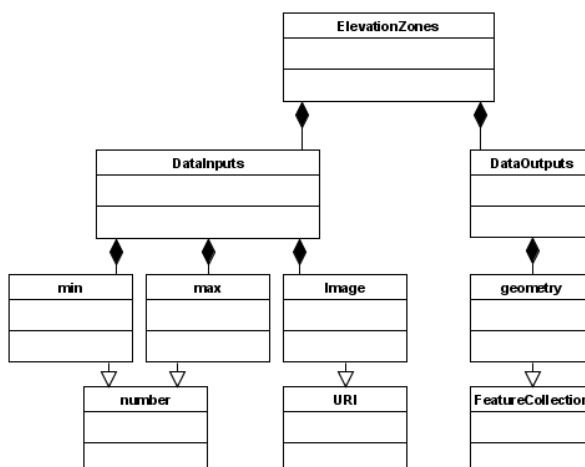 ElevationZones
DataInputs
DataOutputs
min
max
Image
geometry
number
URI
FeatureCollection